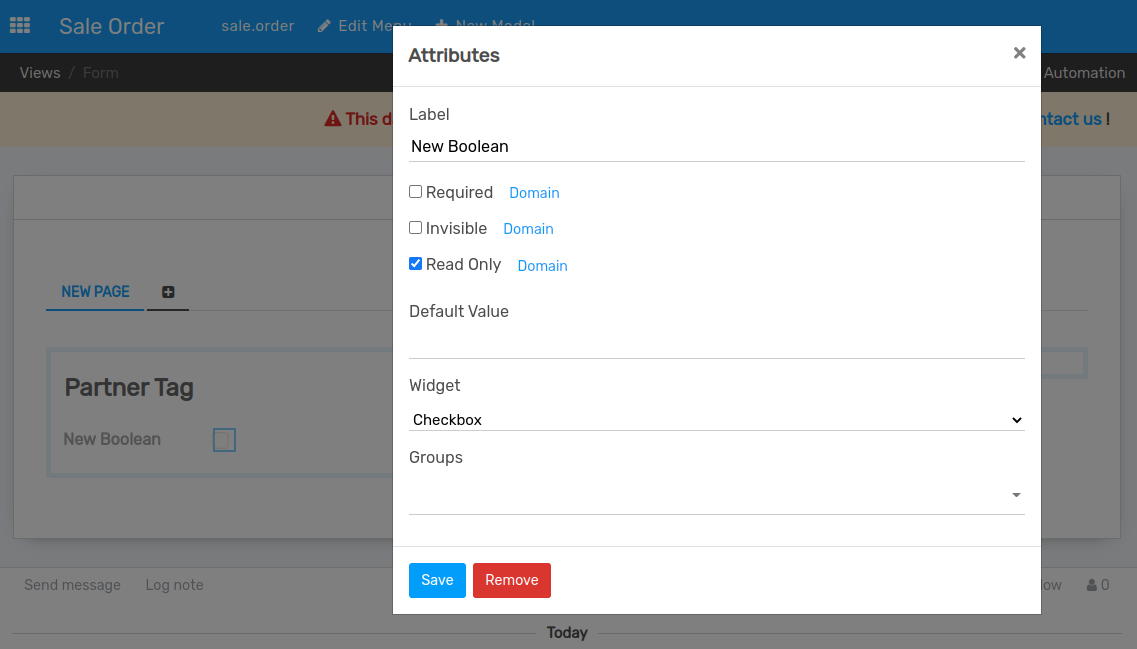 Sale Order sale.order Edit Menu New Model
Views / Form Automation
This d ntact us !
Attributes
Label
New Boolean
Required Domain
Invisible Domain
Read Only Domain
Default Value
Widget
Checkbox
Groups
Save Remove
NEW PAGE
Partner Tag
New Boolean
Send message Log note low 0
Today